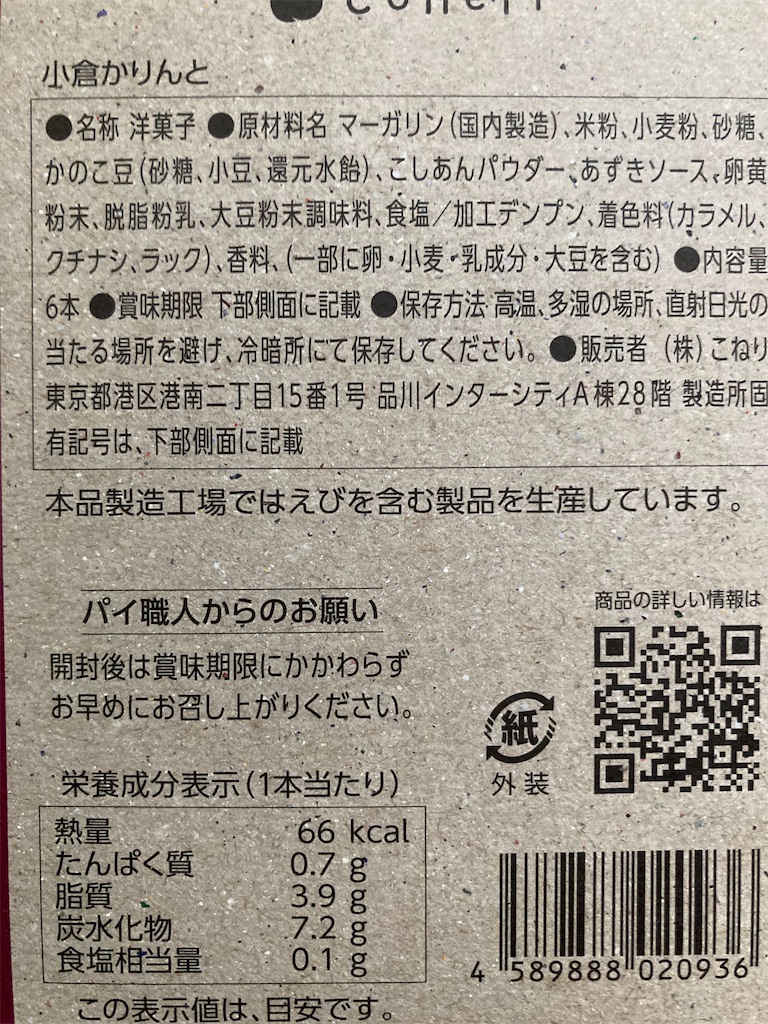 coneri
小倉かりんと
●名称 洋菓子 ●原材料名 マーガリン(国内製造)、米粉、小麦粉、砂糖、
かのこ豆(砂糖、小豆、還元水飴)、こしあんパウダー、あずきソース、卵黄
粉末、脱脂粉乳、大豆粉末調味料、食塩／加工デンプン、着色料(カラメル、
クチナシ、ラック)、香料、(一部に卵・小麦・乳成分・大豆を含む) ●内容量
6本 ●賞味期限 下部側面に記載 ●保存方法 高温、多湿の場所、直射日光の
当たる場所を避け、冷暗所にて保存してください。 ●販売者 (株)こねり
東京都港区港南二丁目15番1号 品川インターシティA棟28階 製造所固
有記号は、下部側面に記載
本品製造工場ではえびを含む製品を生産しています。
パイ職人からのお願い
開封後は賞味期限にかかわらず
お早めにお召し上がりください。
商品の詳しい情報は
紙
外装
栄養成分表示(1本当たり)
熱量 66 kcal
たんぱく質 0.7 g
脂質 3.9 g
炭水化物 7.2 g
食塩相当量 0.1 g
この表示値は、目安です。
4 589888 020936